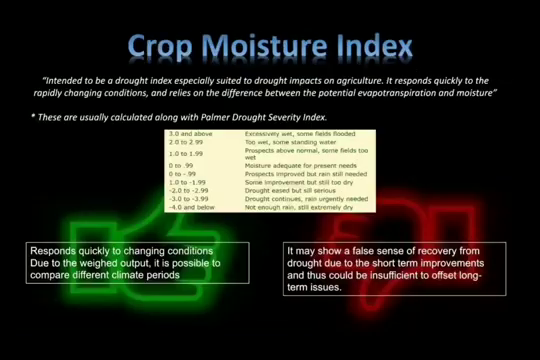 Crop Moisture Index
“Intended to be a drought index especially suited to drought impacts on agriculture. It responds quickly to the
rapidly changing conditions, and relies on the difference between the potential evapotranspiration and moisture”
* These are usually calculated along with Palmer Drought Severity Index.
3.0 and above Excessively wet, some fields flooded
2.0 to 2.99 Too wet, some standing water
1.0 to 1.99 Prospects above normal, some fields too
wet
0 to .99 Moisture adequate for present needs
0 to -.99 Prospects improved but rain still needed
1.0 to -1.99 Some improvement but still too dry
-2.0 to -2.99 Drought eased but sill serious
-3.0 to -3.99 Drought continues, rain urgently needed
-4.0 and below Not enough rain, still extremely dry
Responds quickly to changing conditions
Due to the weighed output, it is possible to
compare different climate periods
It may show a false sense of recovery from
drought due to the short term improvements
and thus could be insufficient to offset long-
term issues.